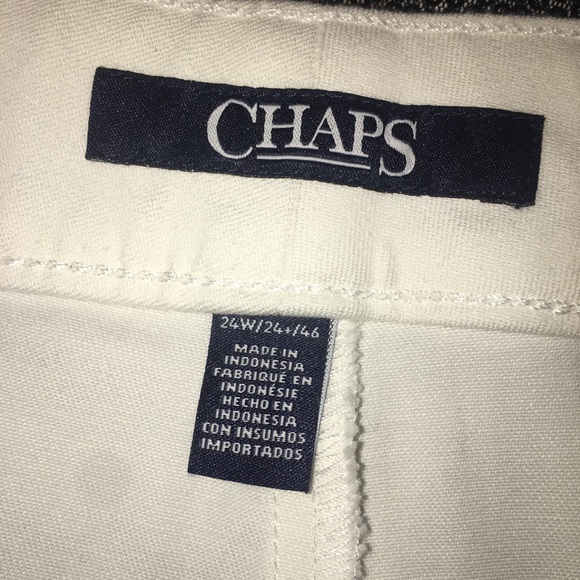 CHAPS
24W/24+/46
MADE IN
INDONESIA
FABRIQUÉ EN
INDONÉSIE
HECHO EN
INDONESIA
CON INSUMOS
IMPORTADOS